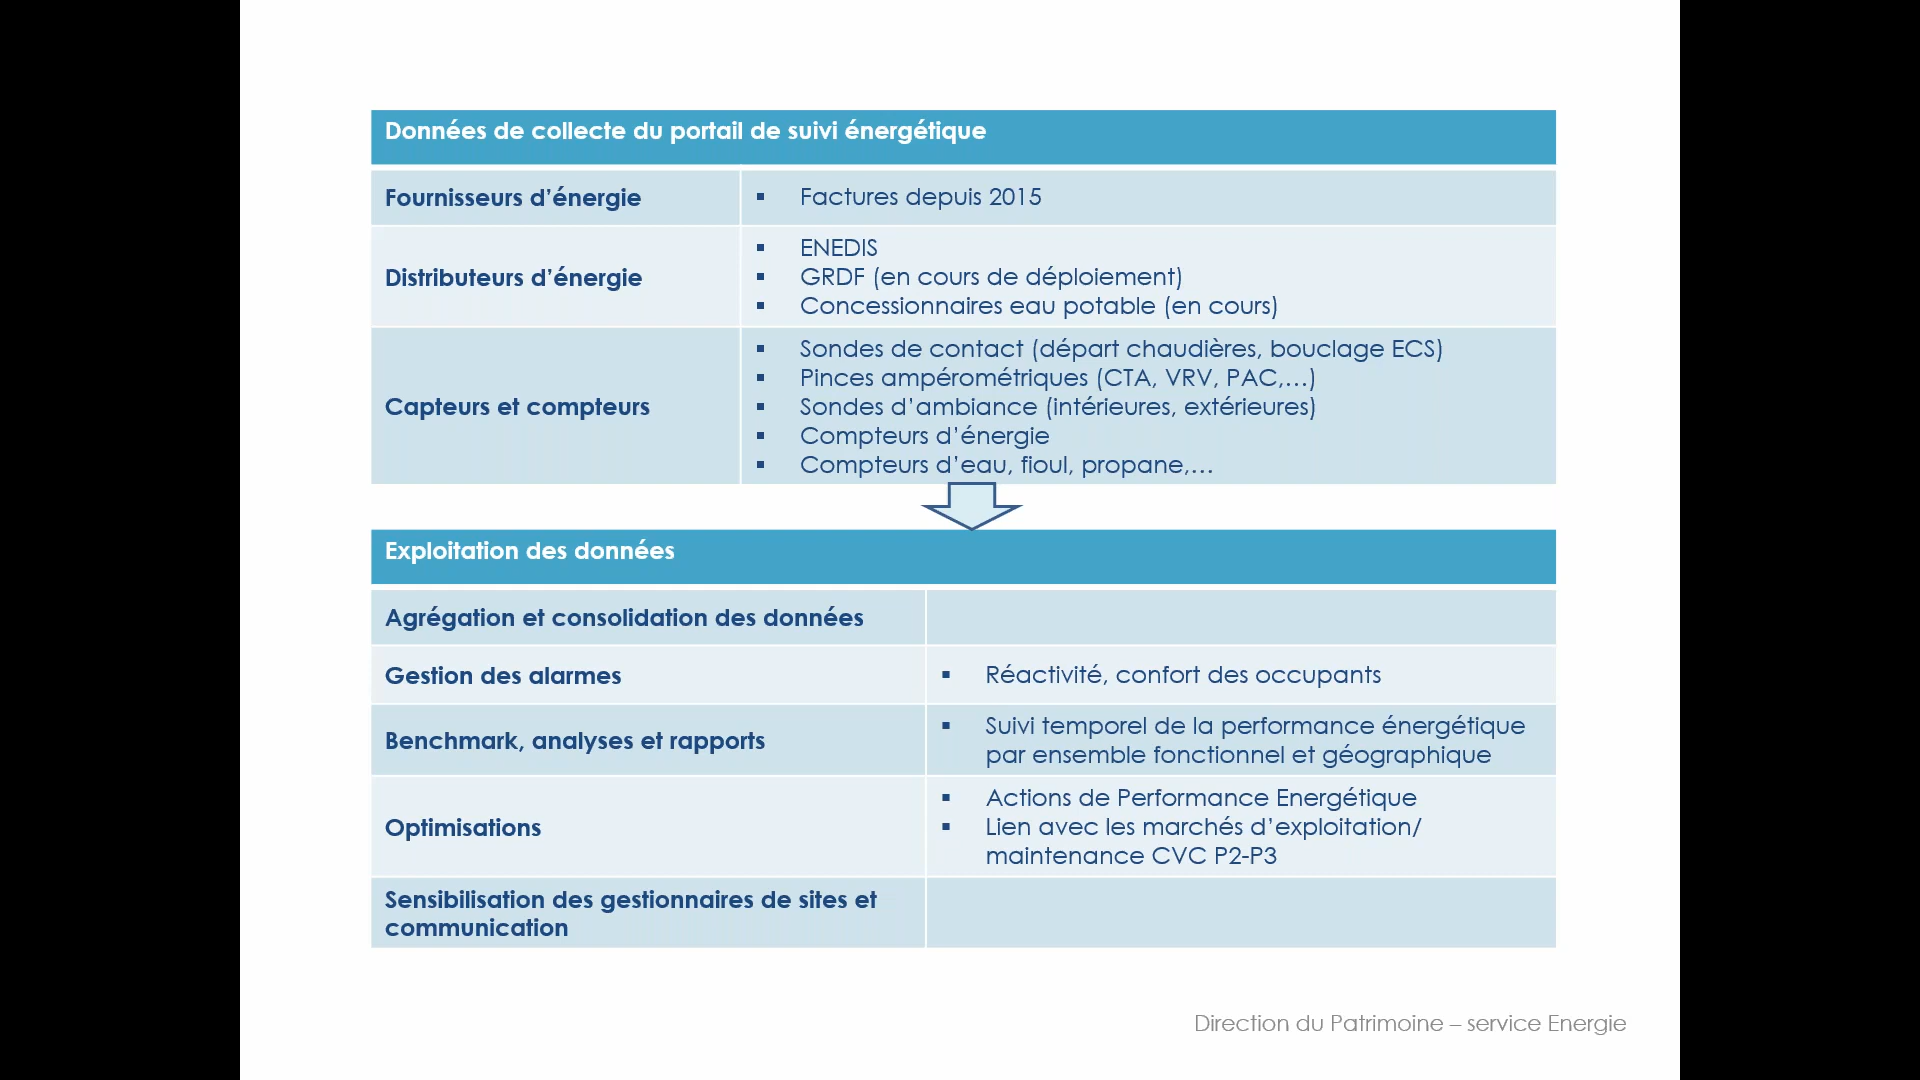 Données de collecte du portail de suivi énergétique
Fournisseurs d’énergie
Factures depuis 2015
Distributeurs d’énergie
ENEDIS
GRDF (en cours de déploiement)
Concessionnaires eau potable (en cours)
Capteurs et compteurs
Sondes de contact (départ chaudières, bouclage ECS)
Pinces ampérométriques (CTA, VRV, PAC,…)
Sondes d’ambiance (intérieures, extérieures)
Compteurs d’énergie
Compteurs d’eau, fioul, propane,…
Exploitation des données
Agrégation et consolidation des données
Gestion des alarmes
Réactivité, confort des occupants
Benchmark, analyses et rapports
Suivi temporel de la performance énergétique
par ensemble fonctionnel et géographique
Optimisations
Actions de Performance Energétique
Lien avec les marchés d’exploitation/
maintenance CVC P2-P3
Sensibilisation des gestionnaires de sites et
communication
Direction du Patrimoine – service Energie